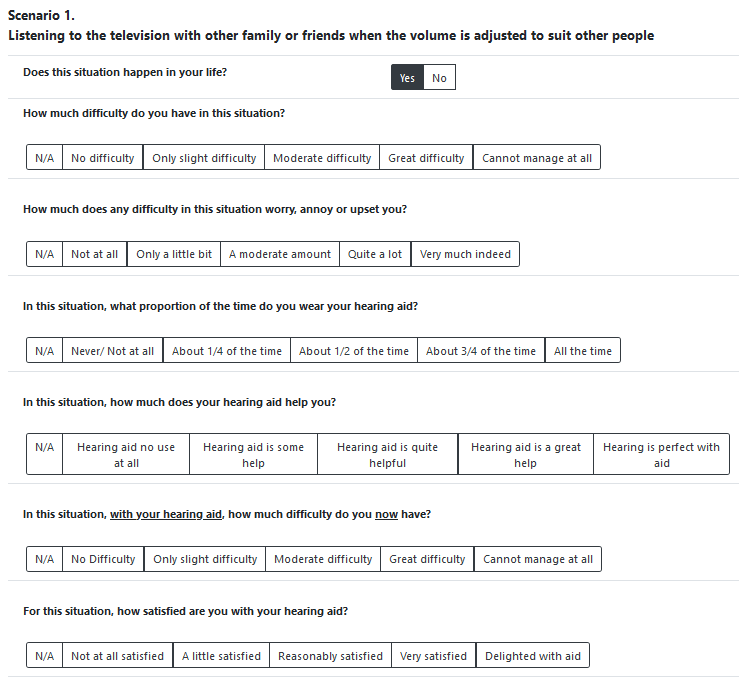 Scenario 1.
Listening to the television with other family or friends when the volume is adjusted to suit other people
Does this situation happen in your life?
Yes No
How much difficulty do you have in this situation?
N/A No difficulty Only slight difficulty Moderate difficulty Great difficulty Cannot manage at all
How much does any difficulty in this situation worry, annoy or upset you?
N/A Not at all Only a little bit A moderate amount Quite a lot Very much indeed
In this situation, what proportion of the time do you wear your hearing aid?
N/A Never/ Not at all About 1/4 of the time About 1/2 of the time About 3/4 of the time All the time
In this situation, how much does your hearing aid help you?
N/A Hearing aid no use at all Hearing aid is some help Hearing aid is quite helpful Hearing aid is a great help Hearing is perfect with aid
In this situation, with your hearing aid, how much difficulty do you now have?
N/A No Difficulty Only slight difficulty Moderate difficulty Great difficulty Cannot manage at all
For this situation, how satisfied are you with your hearing aid?
N/A Not at all satisfied A little satisfied Reasonably satisfied Very satisfied Delighted with aid